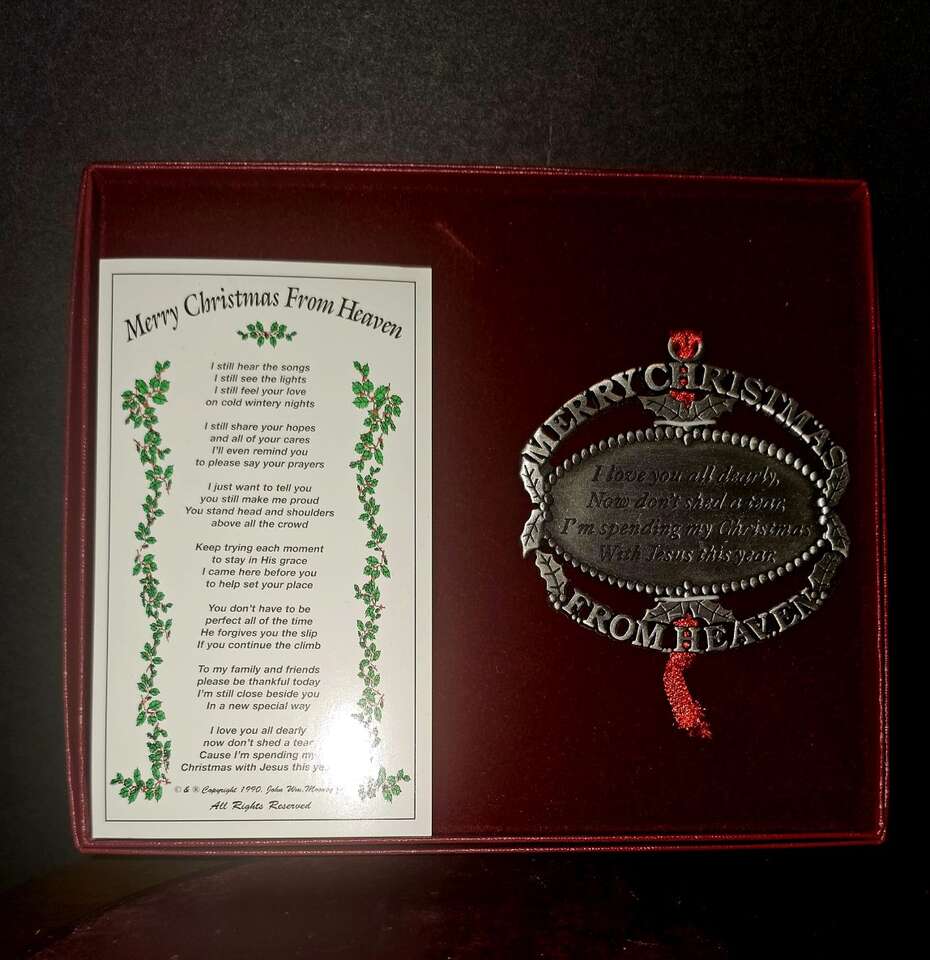 Merry Christmas From Heaven
I still hear the songs
I still see the lights
I still feel your love
on cold wintery nights
I still share your hopes
and all of your cares
I'll even remind you
to please say your prayers
I just want to tell you
you still make me proud
You stand head and shoulders
above all the crowd
Keep trying each moment
to stay in His grace
I came here before you
to help set your place
You don't have to be
perfect all of the time
He forgives you the slip
If you continue the climb
To my family and friends
please be thankful today
I'm still close beside you
In a new special way
I love you all dearly
now don't shed a tear
Cause I'm spending my
Christmas with Jesus this
© & ® Copyright 1990, John Wm. Mooney
All Rights Reserved
MERRY CHRISTMAS
I love you all dearly,
Now don't shed a tear,
I'm spending my Christmas
With Jesus this year.
FROM HEAVEN